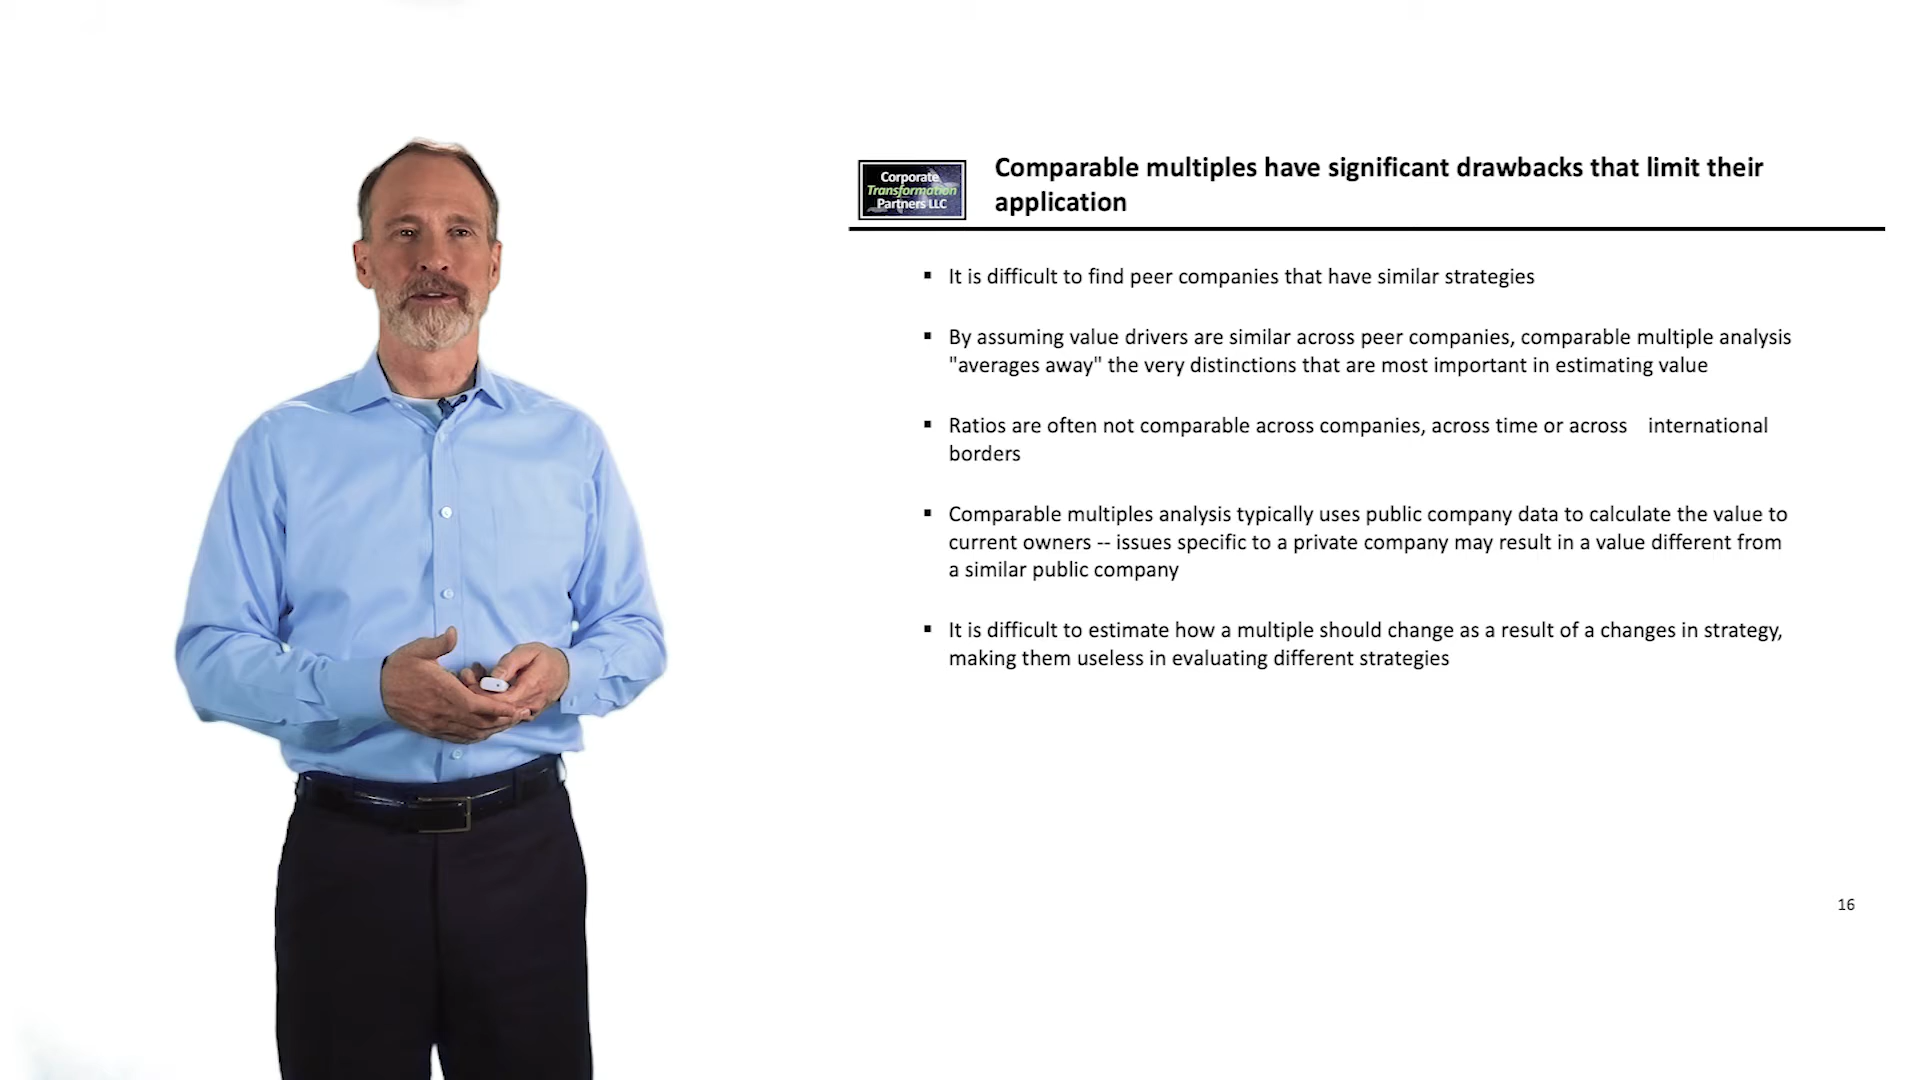 Corporate
Transformation
Partners LLC
Comparable multiples have significant drawbacks that limit their
application
▪ It is difficult to find peer companies that have similar strategies
▪ By assuming value drivers are similar across peer companies, comparable multiple analysis
"averages away" the very distinctions that are most important in estimating value
▪ Ratios are often not comparable across companies, across time or across international
borders
▪ Comparable multiples analysis typically uses public company data to calculate the value to
current owners -- issues specific to a private company may result in a value different from
a similar public company
▪ It is difficult to estimate how a multiple should change as a result of a changes in strategy,
making them useless in evaluating different strategies
16